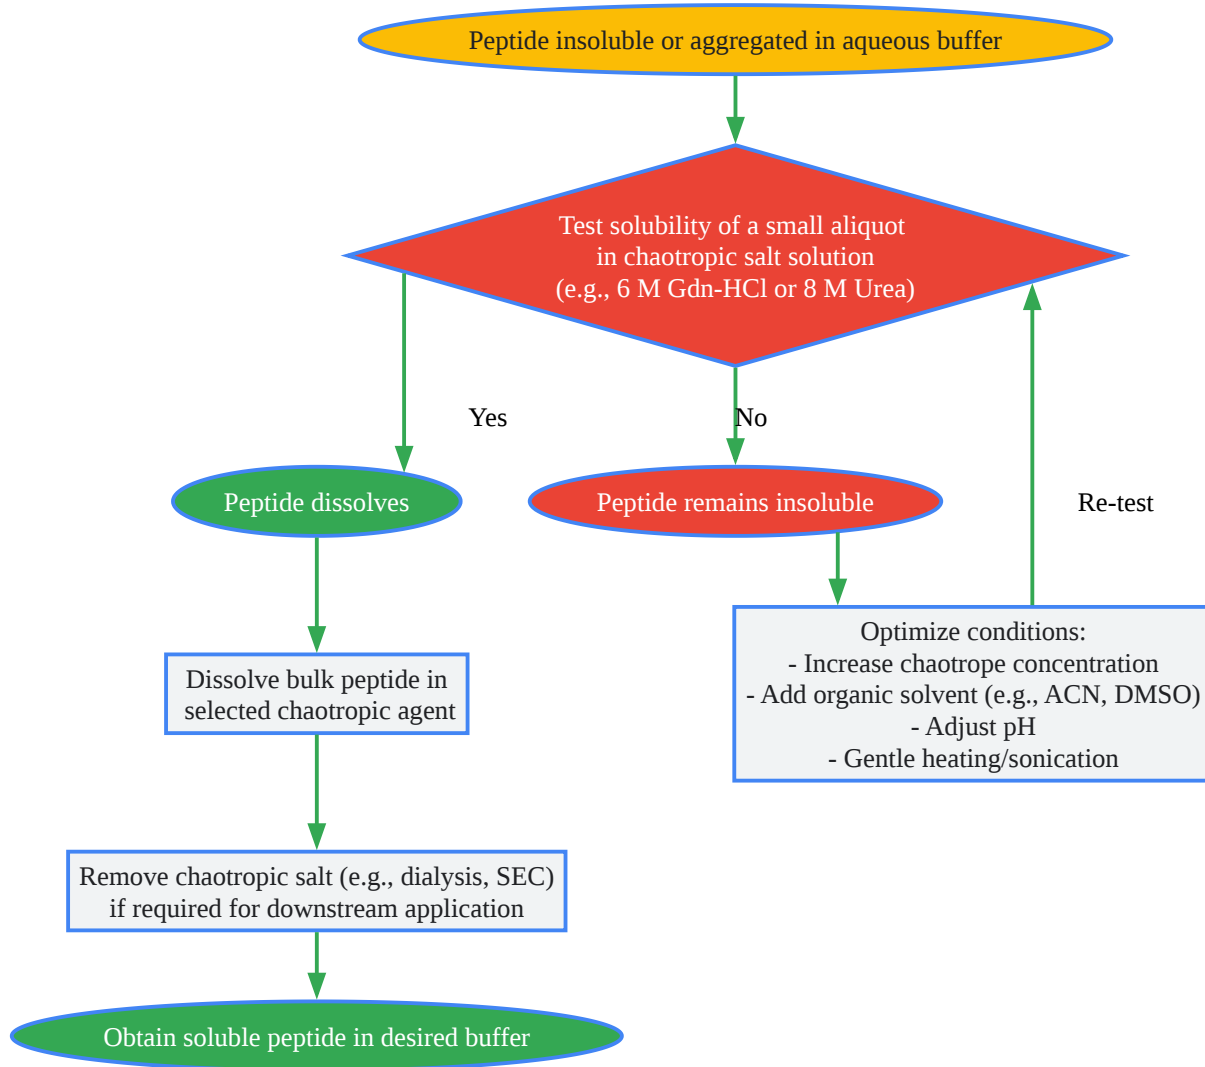 Peptide insoluble or aggregated in aqueous buffer
Test solubility of a small aliquot
in chaotropic salt solution
(e.g., 6 M Gdn-HCl or 8 M Urea)
Yes
No
Peptide dissolves
Peptide remains insoluble
Re-test
Optimize conditions:
- Increase chaotrope concentration
- Add organic solvent (e.g., ACN, DMSO)
- Adjust pH
- Gentle heating/sonication
Dissolve bulk peptide in
selected chaotropic agent
Remove chaotropic salt (e.g., dialysis, SEC)
if required for downstream application
Obtain soluble peptide in desired buffer